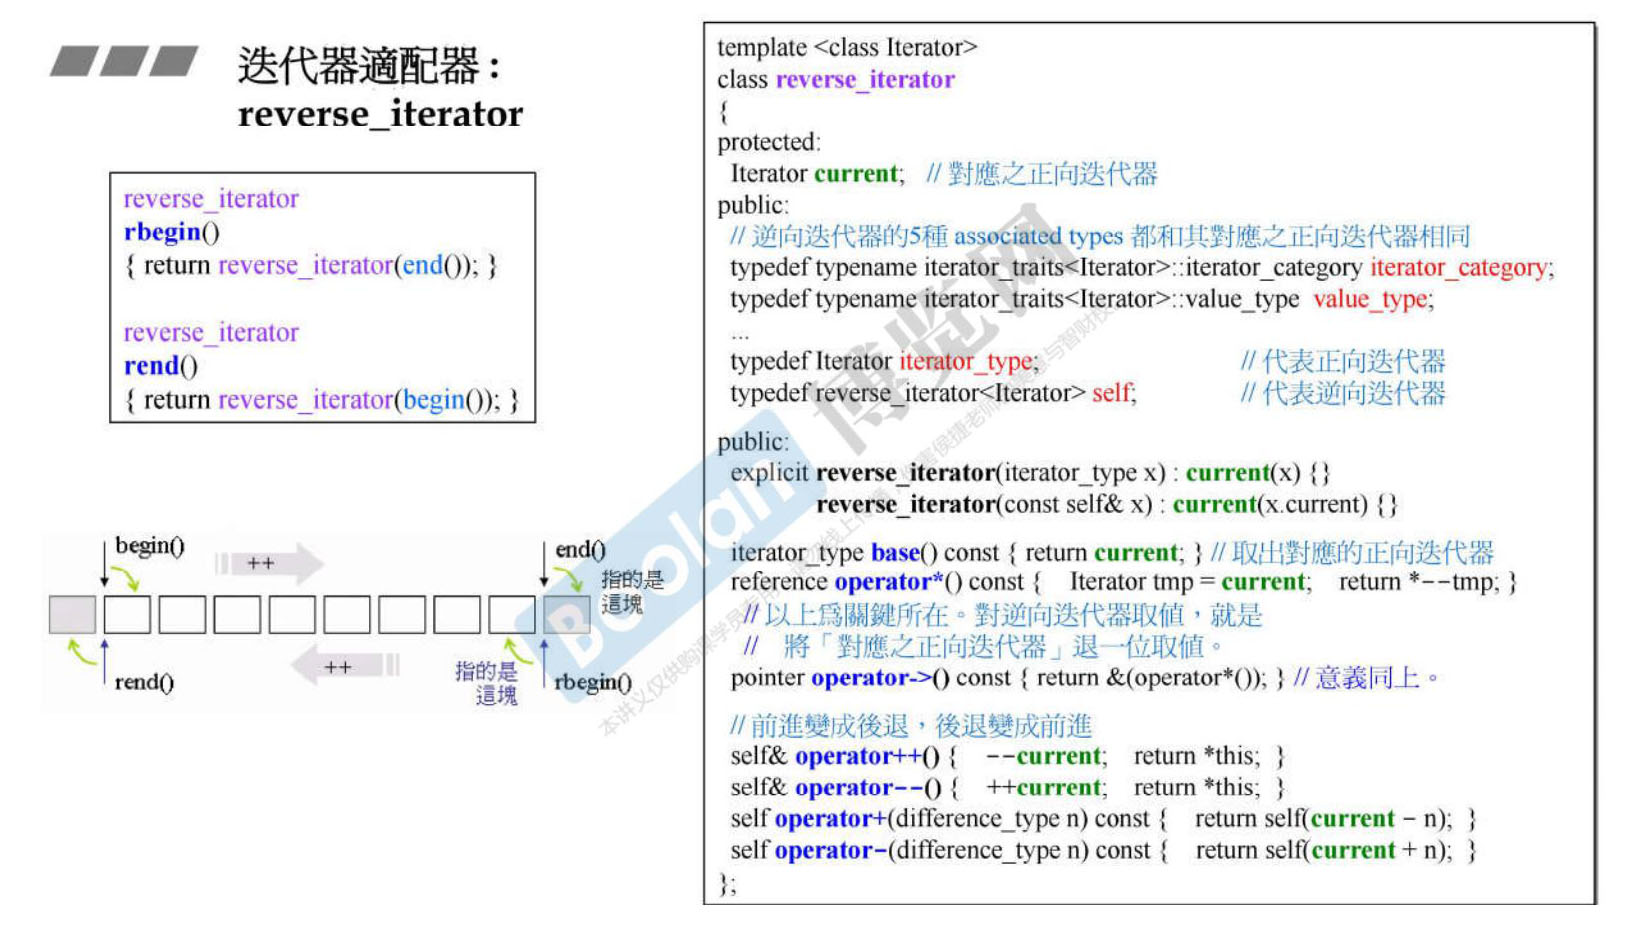 迭代器適配器：
reverse_iterator
reverse_iterator
rbegin()
{ return reverse_iterator(end()); }
reverse_iterator
rend()
{ return reverse_iterator(begin()); }
begin()
++
end()
指的是
這塊
rend()
++
指的是
這塊
rbegin()
template <class Iterator>
class reverse_iterator
{
protected:
Iterator current; // 對應之正向迭代器
public:
// 逆向迭代器的5種 associated types 都和其對應之正向迭代器相同
typedef typename iterator_traits<Iterator>::iterator_category iterator_category;
typedef typename iterator_traits<Iterator>::value_type value_type;
...
typedef Iterator iterator_type; // 代表正向迭代器
typedef reverse_iterator<Iterator> self; // 代表逆向迭代器
public:
explicit reverse_iterator(iterator_type x) : current(x) {}
reverse_iterator(const self& x) : current(x.current) {}
iterator_type base() const { return current; } // 取出對應的正向迭代器
reference operator*() const { Iterator tmp = current; return *--tmp; }
// 以上爲關鍵所在。對逆向迭代器取值，就是
// 將「對應之正向迭代器」退一位取值。
pointer operator->() const { return &(operator*()); } // 意義同上。
// 前進變成後退，後退變成前進
self& operator++() { --current; return *this; }
self& operator--() { ++current; return *this; }
self operator+(difference_type n) const { return self(current - n); }
self operator-(difference_type n) const { return self(current + n); }
};
Boolan
博览网